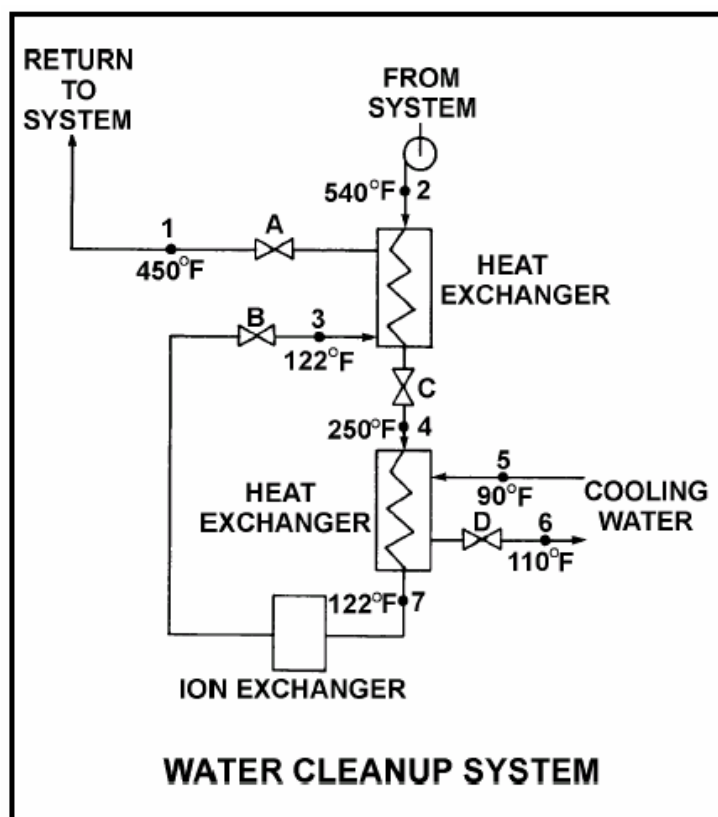 RETURN
TO
SYSTEM
FROM
SYSTEM
540°F 2
1
A
450°F
HEAT
EXCHANGER
B
3
122°F
C
250°F 4
HEAT
EXCHANGER
5
90°F
COOLING
WATER
D
6
110°F
122°F 7
ION EXCHANGER
WATER CLEANUP SYSTEM